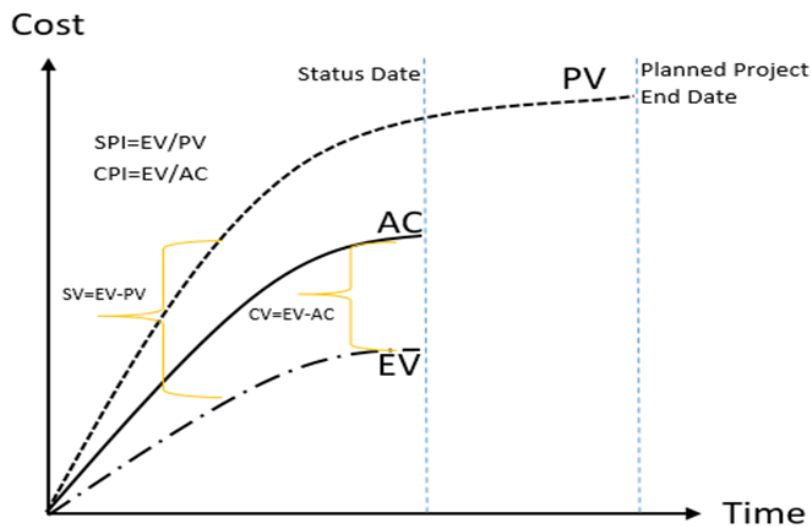 Cost
Status Date
PV
Planned Project
End Date
SPI=EV/PV
CPI=EV/AC
AC
SV=EV-PV
CV=EV-AC
EV
Time